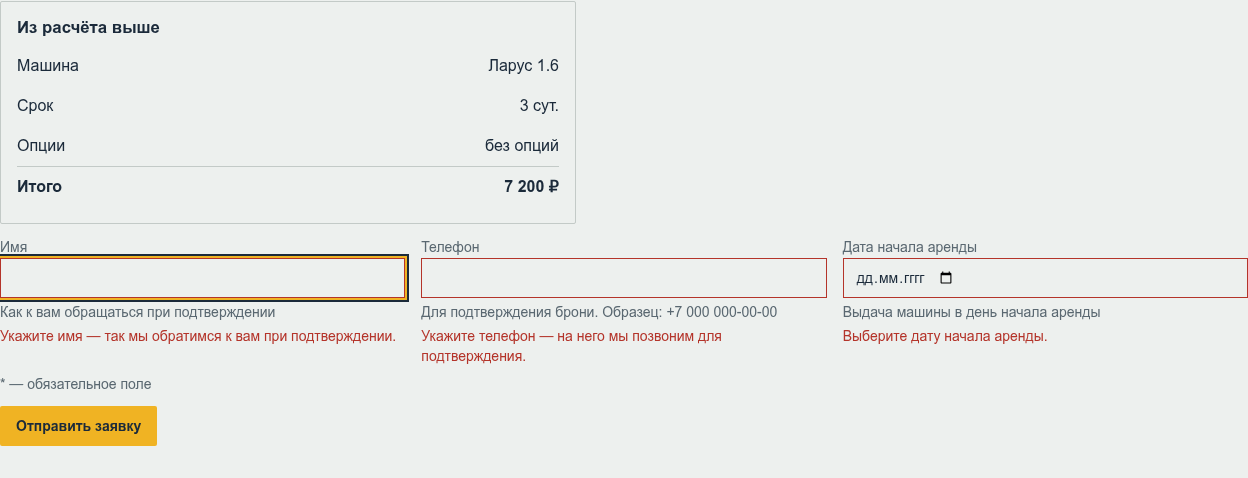 Из расчёта выше
Машина Ларус 1.6
Срок 3 сут.
Опции без опций
Итого 7 200 ₽
Имя
Телефон
Дата начала аренды
дд.мм.гггг
Как к вам обращаться при подтверждении
Для подтверждения брони. Образец: +7 000 000-00-00
Выдача машины в день начала аренды
Укажите имя — так мы обратимся к вам при подтверждении.
Укажите телефон — на него мы позвоним для
подтверждения.
Выберите дату начала аренды.
* — обязательное поле
Отправить заявку